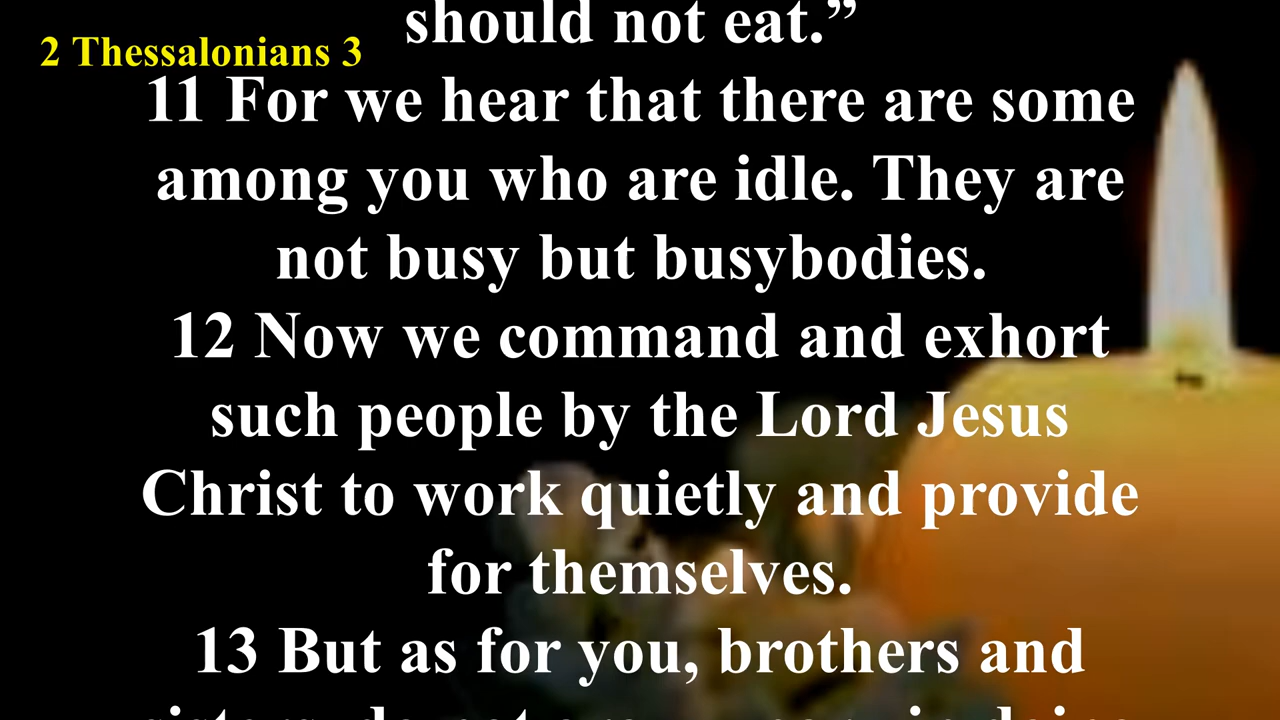 should not eat.”
2 Thessalonians 3
11 For we hear that there are some
among you who are idle. They are
not busy but busybodies.
12 Now we command and exhort
such people by the Lord Jesus
Christ to work quietly and provide
for themselves.
13 But as for you, brothers and